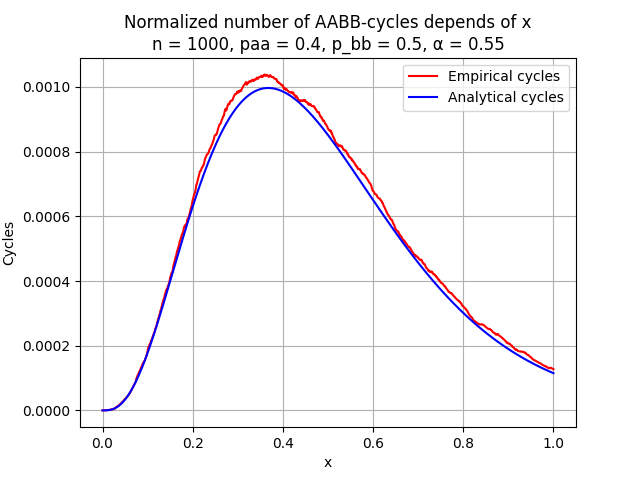 Normalized number of AABB-cycles depends of x
n = 1000, paa = 0.4, p_bb = 0.5, α = 0.55
Empirical cycles
Analytical cycles
0.0010
0.0008
0.0006
0.0004
0.0002
0.0000
Cycles
0.0 0.2 0.4 0.6 0.8 1.0
x